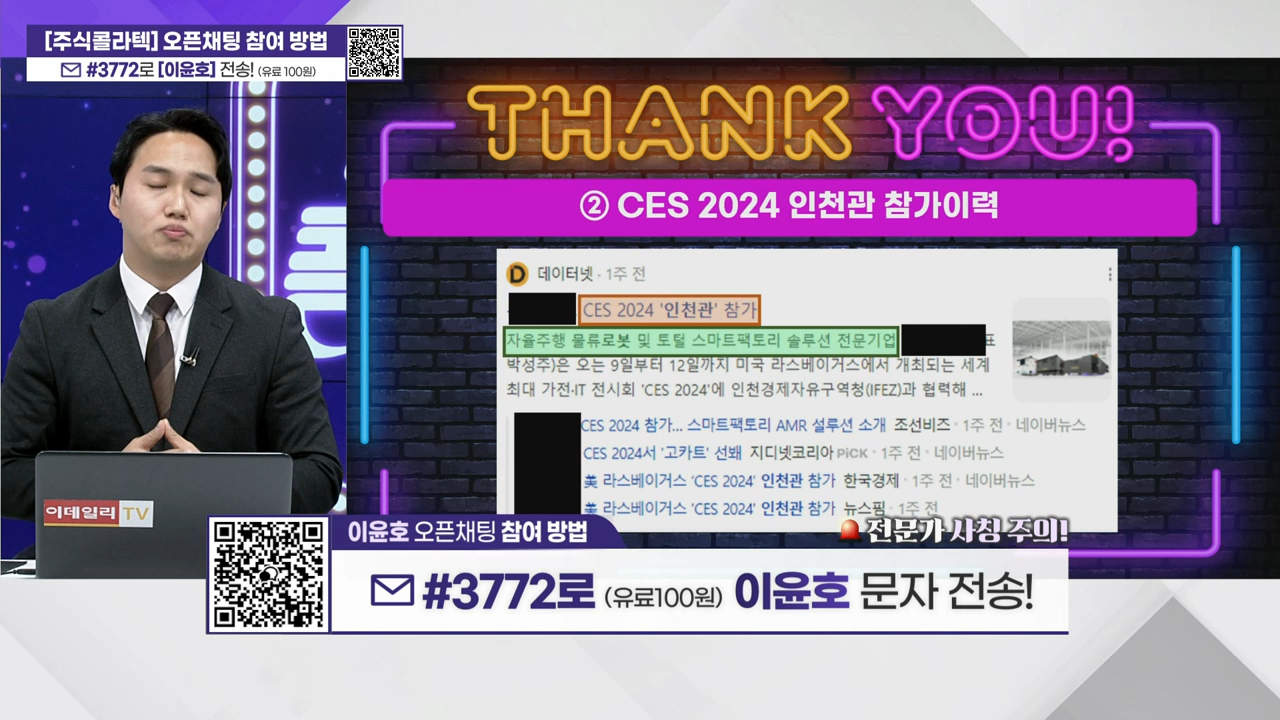 [주식콜라텍] 오픈채팅 참여 방법
#3772로 [이윤호] 전송! (유료 100원)
THANK YOU!
② CES 2024 인천관 참가이력
데이터넷 · 1주 전
CES 2024 '인천관' 참가
자율주행 물류로봇 및 토털 스마트팩토리 솔루션 전문기업 표
박성주)은 오는 9일부터 12일까지 미국 라스베이거스에서 개최되는 세계
최대 가전·IT 전시회 'CES 2024'에 인천경제자유구역청(IFEZ)과 협력해 ...
CES 2024 참가... 스마트팩토리 AMR 설루션 소개 조선비즈 · 1주 전 · 네이버뉴스
CES 2024서 '고카트' 선봬 지디넷코리아 PiCK · 1주 전 · 네이버뉴스
美 라스베이거스 'CES 2024' 인천관 참가 한국경제 · 1주 전 · 네이버뉴스
美 라스베이거스 'CES 2024' 인천관 참가 뉴스핌 · 1주 전
이데일리 TV
이윤호 오픈채팅 참여 방법
전문가 사칭 주의!
#3772로 (유료100원) 이윤호 문자 전송!